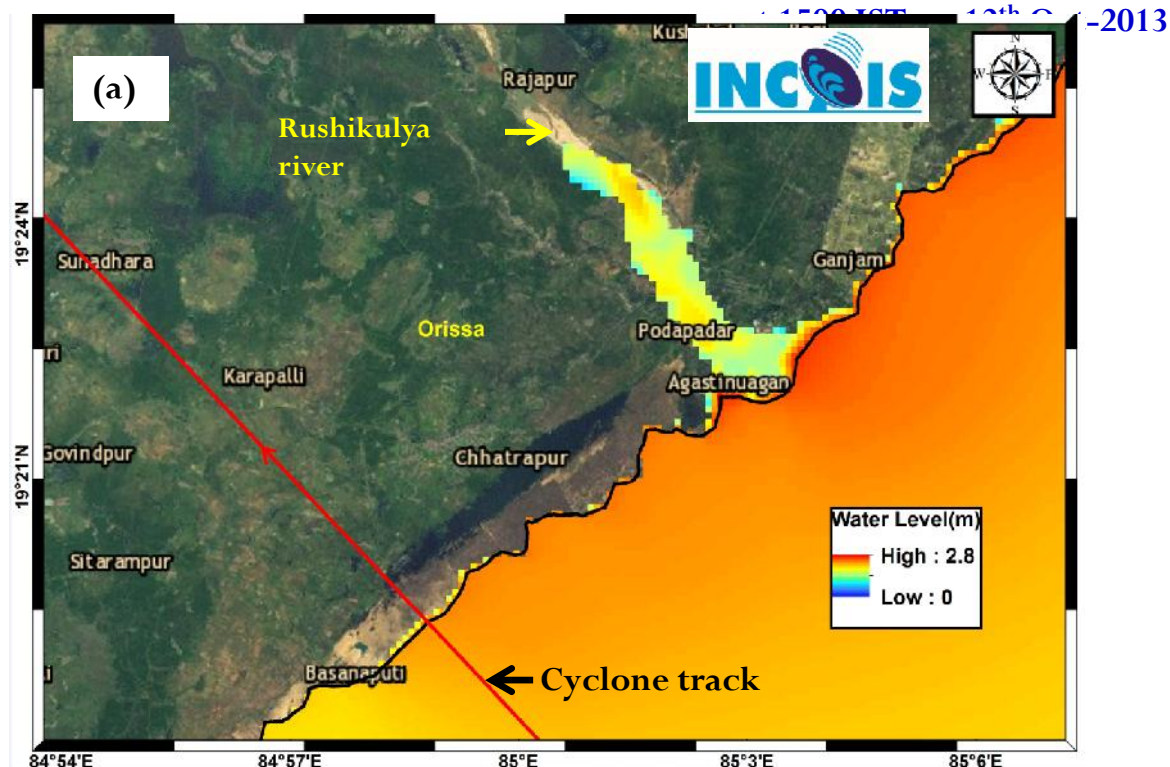 -2013
(a)
INCOIS
N
W
E
S
Rajapur
Rushikulya
river
19°24'N
Sunadhara
Ganjam
Orissa
Podapadar
Karapalli
Agastinuagan
Govindpur
Chhatrapur
19°21'N
Water Level(m)
High : 2.8
Low : 0
Sitarampur
Basanaputi
Cyclone track
84°54'E
84°57'E
85°E
85°3'E
85°6'E